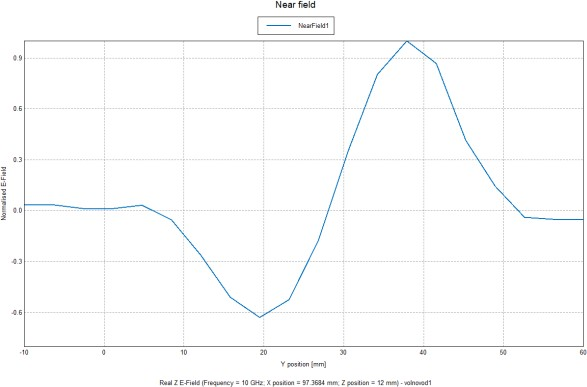 Near field
NearField1
0.9
0.6
0.3
0.0
-0.3
-0.6
Normalised E-Field
-10
0
10
20
30
40
50
60
Y position [mm]
Real Z E-Field (Frequency = 10 GHz; X position = 97.3684 mm; Z position = 12 mm) - volnovod1